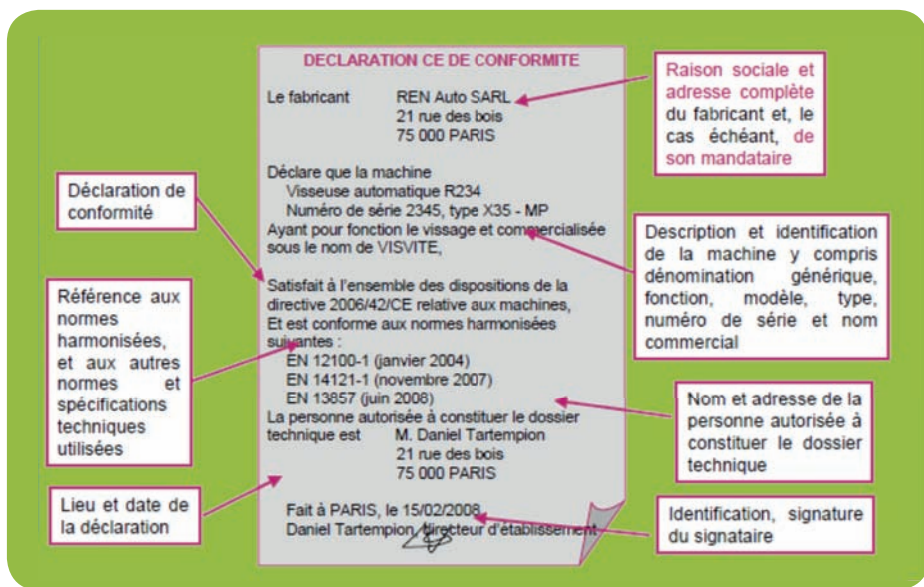 DECLARATION CE DE CONFORMITE
Le fabricant REN Auto SARL
21 rue des bois
75 000 PARIS
Déclare que la machine
Visseuse automatique R234
Numéro de série 2345, type X35 - MP
Ayant pour fonction le vissage et commercialisée
sous le nom de VISVITE,
Satisfait à l'ensemble des dispositions de la
directive 2006/42/CE relative aux machines,
Et est conforme aux normes harmonisées
suivantes :
EN 12100-1 (janvier 2004)
EN 14121-1 (novembre 2007)
EN 13857 (juin 2008)
La personne autorisée à constituer le dossier
technique est M. Daniel Tartempion
21 rue des bois
75 000 PARIS
Fait à PARIS, le 15/02/2008
Daniel Tartempion, directeur d'établissement
Déclaration de
conformité
Référence aux
normes
harmonisées,
et aux autres
normes et
spécifications
techniques
utilisées
Lieu et date de
la déclaration
Raison sociale et
adresse complète
du fabricant et, le
cas échéant, de
son mandataire
Description et identification
de la machine y compris
dénomination générique,
fonction, modèle, type,
numéro de série et nom
commercial
Nom et adresse de la
personne autorisée à
constituer le dossier
technique
Identification, signature
du signataire